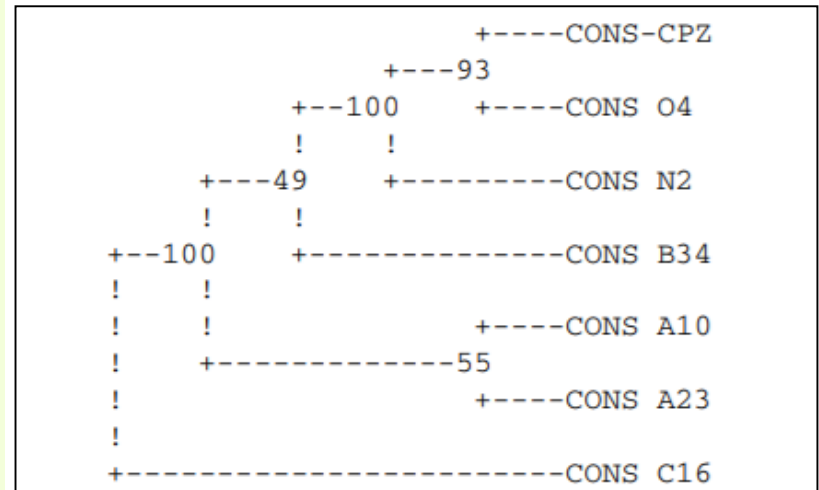 +----CONS-CPZ
+---93
+--100 +----CONS O4
! !
+---49 +---------CONS N2
! !
+--100 +--------------CONS B34
! !
! ! +----CONS A10
! +-------------55
! +----CONS A23
!
+------------------------CONS C16